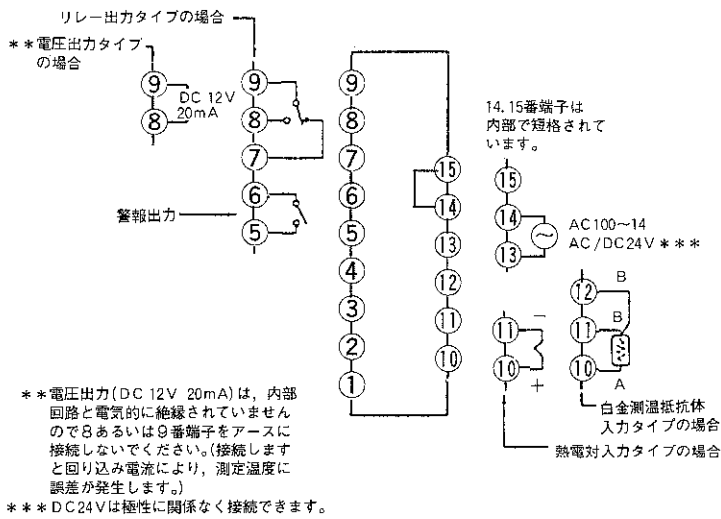 リレー出力タイプの場合
**電圧出力タイプ
の場合
⑨
⑧
DC 12V
20mA
⑨
⑧
⑦
⑥
⑤
警報出力
⑨
⑧
⑦
⑥
⑤
④
③
②
①
⑮
⑭
⑬
⑫
⑪
⑩
14.15番端子は
内部で短格されて
います。
⑮
⑭
⑬
AC100~14
AC/DC24V***
⑪
⑩
−
+
⑫
⑪
⑩
B
B
A
白金測温抵抗体
入力タイプの場合
熱電対入力タイプの場合
**電圧出力(DC 12V 20mA)は,内部
回路と電気的に絶縁されていません
ので8あるいは9番端子をアースに
接続しないでください。(接続します
と回り込み電流により,測定温度に
誤差が発生します。)
***DC24Vは極性に関係なく接続できます。